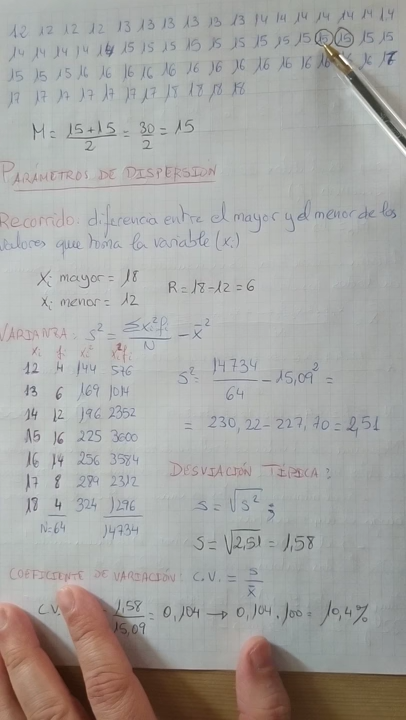 12 12 12 12 13 13 13 13 13 13 14 14 14 14 14 14 14
14 14 14 14 14 15 15 15 15 15 15 15 15 15 15 15 15 15
15 15 15 16 16 16 16 16 16 16 16 16 16 16 16 16 17
17 17 17 17 17 17 17 18 18 18 18
M = 15+15/2 = 30/2 = 15
PARÁMETROS DE DISPERSIÓN
Recorrido: diferencia entre el mayor y el menor de los
valores que toma la variable (xi)
Xi mayor = 18
xi menor = 12
R = 18-12 = 6
VARIANZA: S² = Σxi²fi/N - x̄²
xi fi xi² xi²fi
12 4 144 576
13 6 169 1014
14 12 196 2352
15 16 225 3600
16 14 256 3584
17 8 289 2312
18 4 324 1296
N=64 14734
S² = 14734/64 - 15,09² =
= 230,22 - 227,70 = 2,51
DESVIACIÓN TÍPICA:
S = √S² ;
S = √2,51 = 1,58
COEFICIENTE DE VARIACIÓN: C.V. = S/x̄
C.V. = 1,58/15,09 = 0,104 → 0,104 . 100 = 10,4%